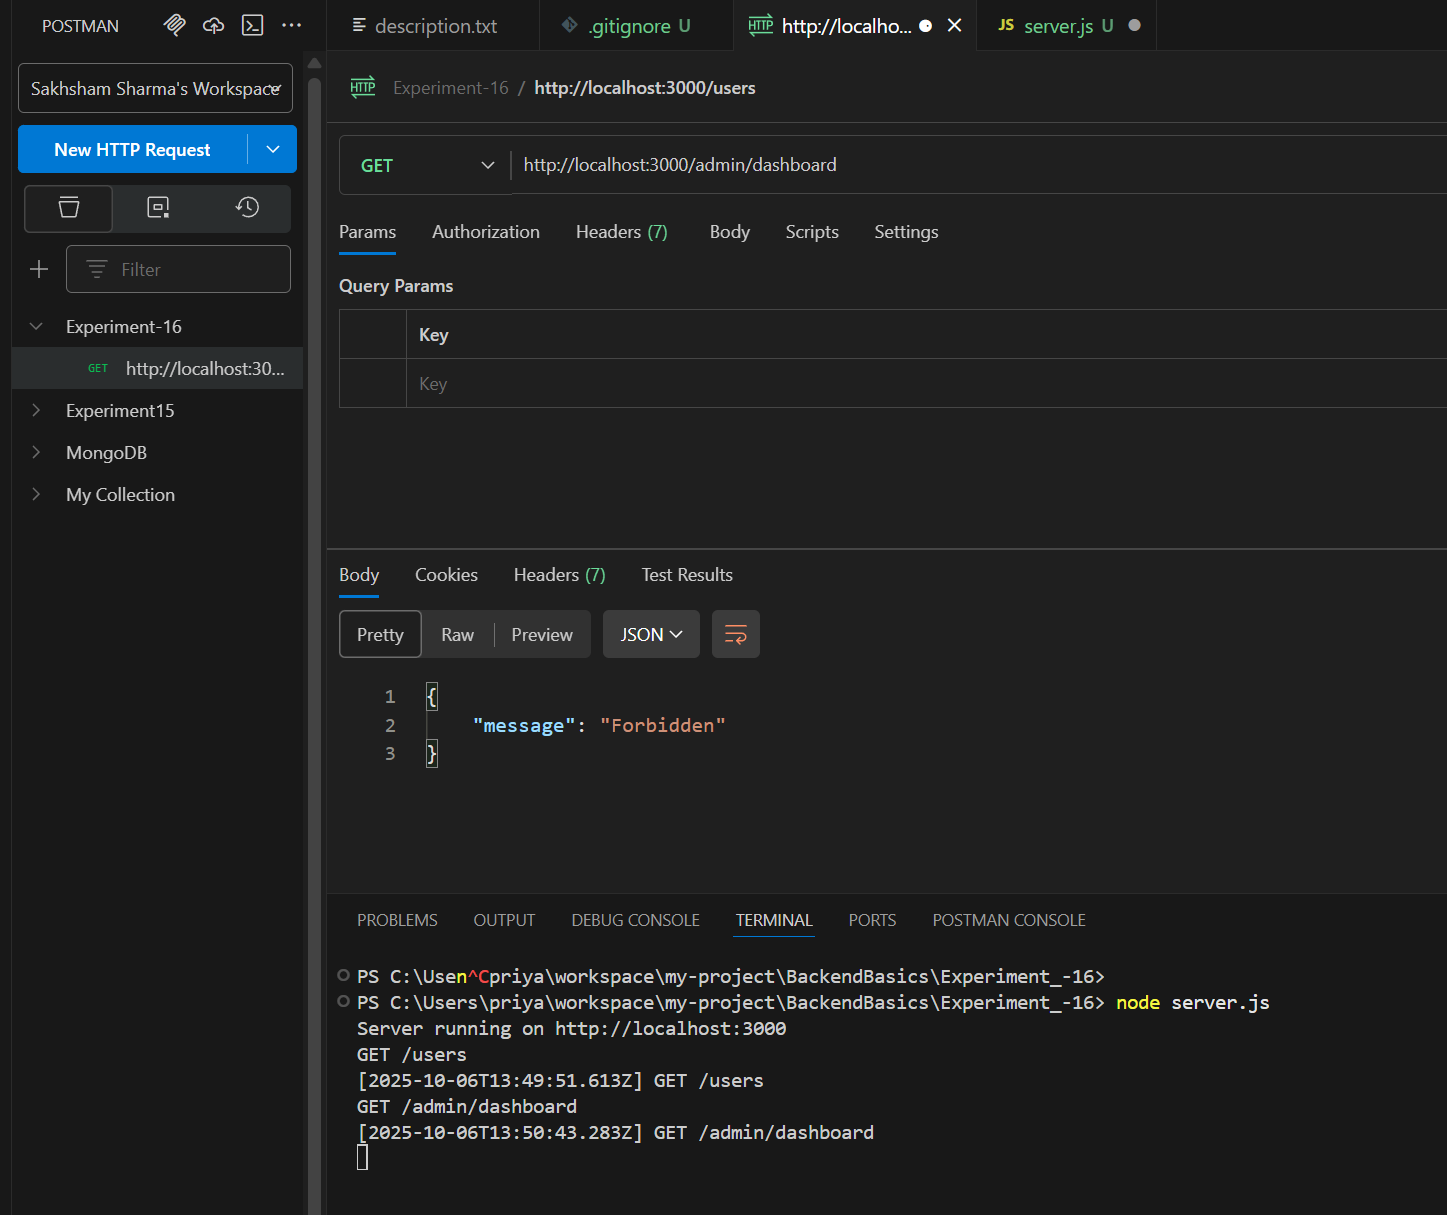 POSTMAN
description.txt
.gitignore U
HTTP http://localho...
JS server.js U
Sakhsham Sharma's Workspace
HTTP Experiment-16 / http://localhost:3000/users
New HTTP Request
GET http://localhost:3000/admin/dashboard
Params Authorization Headers (7) Body Scripts Settings
Filter
Query Params
Experiment-16
Key
GET http://localhost:30...
Key
Experiment15
MongoDB
My Collection
Body Cookies Headers (7) Test Results
Pretty Raw Preview JSON
1 {
2 "message": "Forbidden"
3 }
PROBLEMS OUTPUT DEBUG CONSOLE TERMINAL PORTS POSTMAN CONSOLE
PS C:\Usen^Cpriya\workspace\my-project\BackendBasics\Experiment_-16>
PS C:\Users\priya\workspace\my-project\BackendBasics\Experiment_-16> node server.js
Server running on http://localhost:3000
GET /users
[2025-10-06T13:49:51.613Z] GET /users
GET /admin/dashboard
[2025-10-06T13:50:43.283Z] GET /admin/dashboard